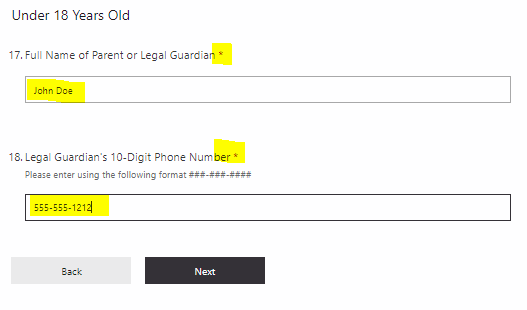 Under 18 Years Old
17. Full Name of Parent or Legal Guardian *
John Doe
18. Legal Guardian's 10-Digit Phone Number *
Please enter using the following format ###-###-####
555-555-1212
Back
Next